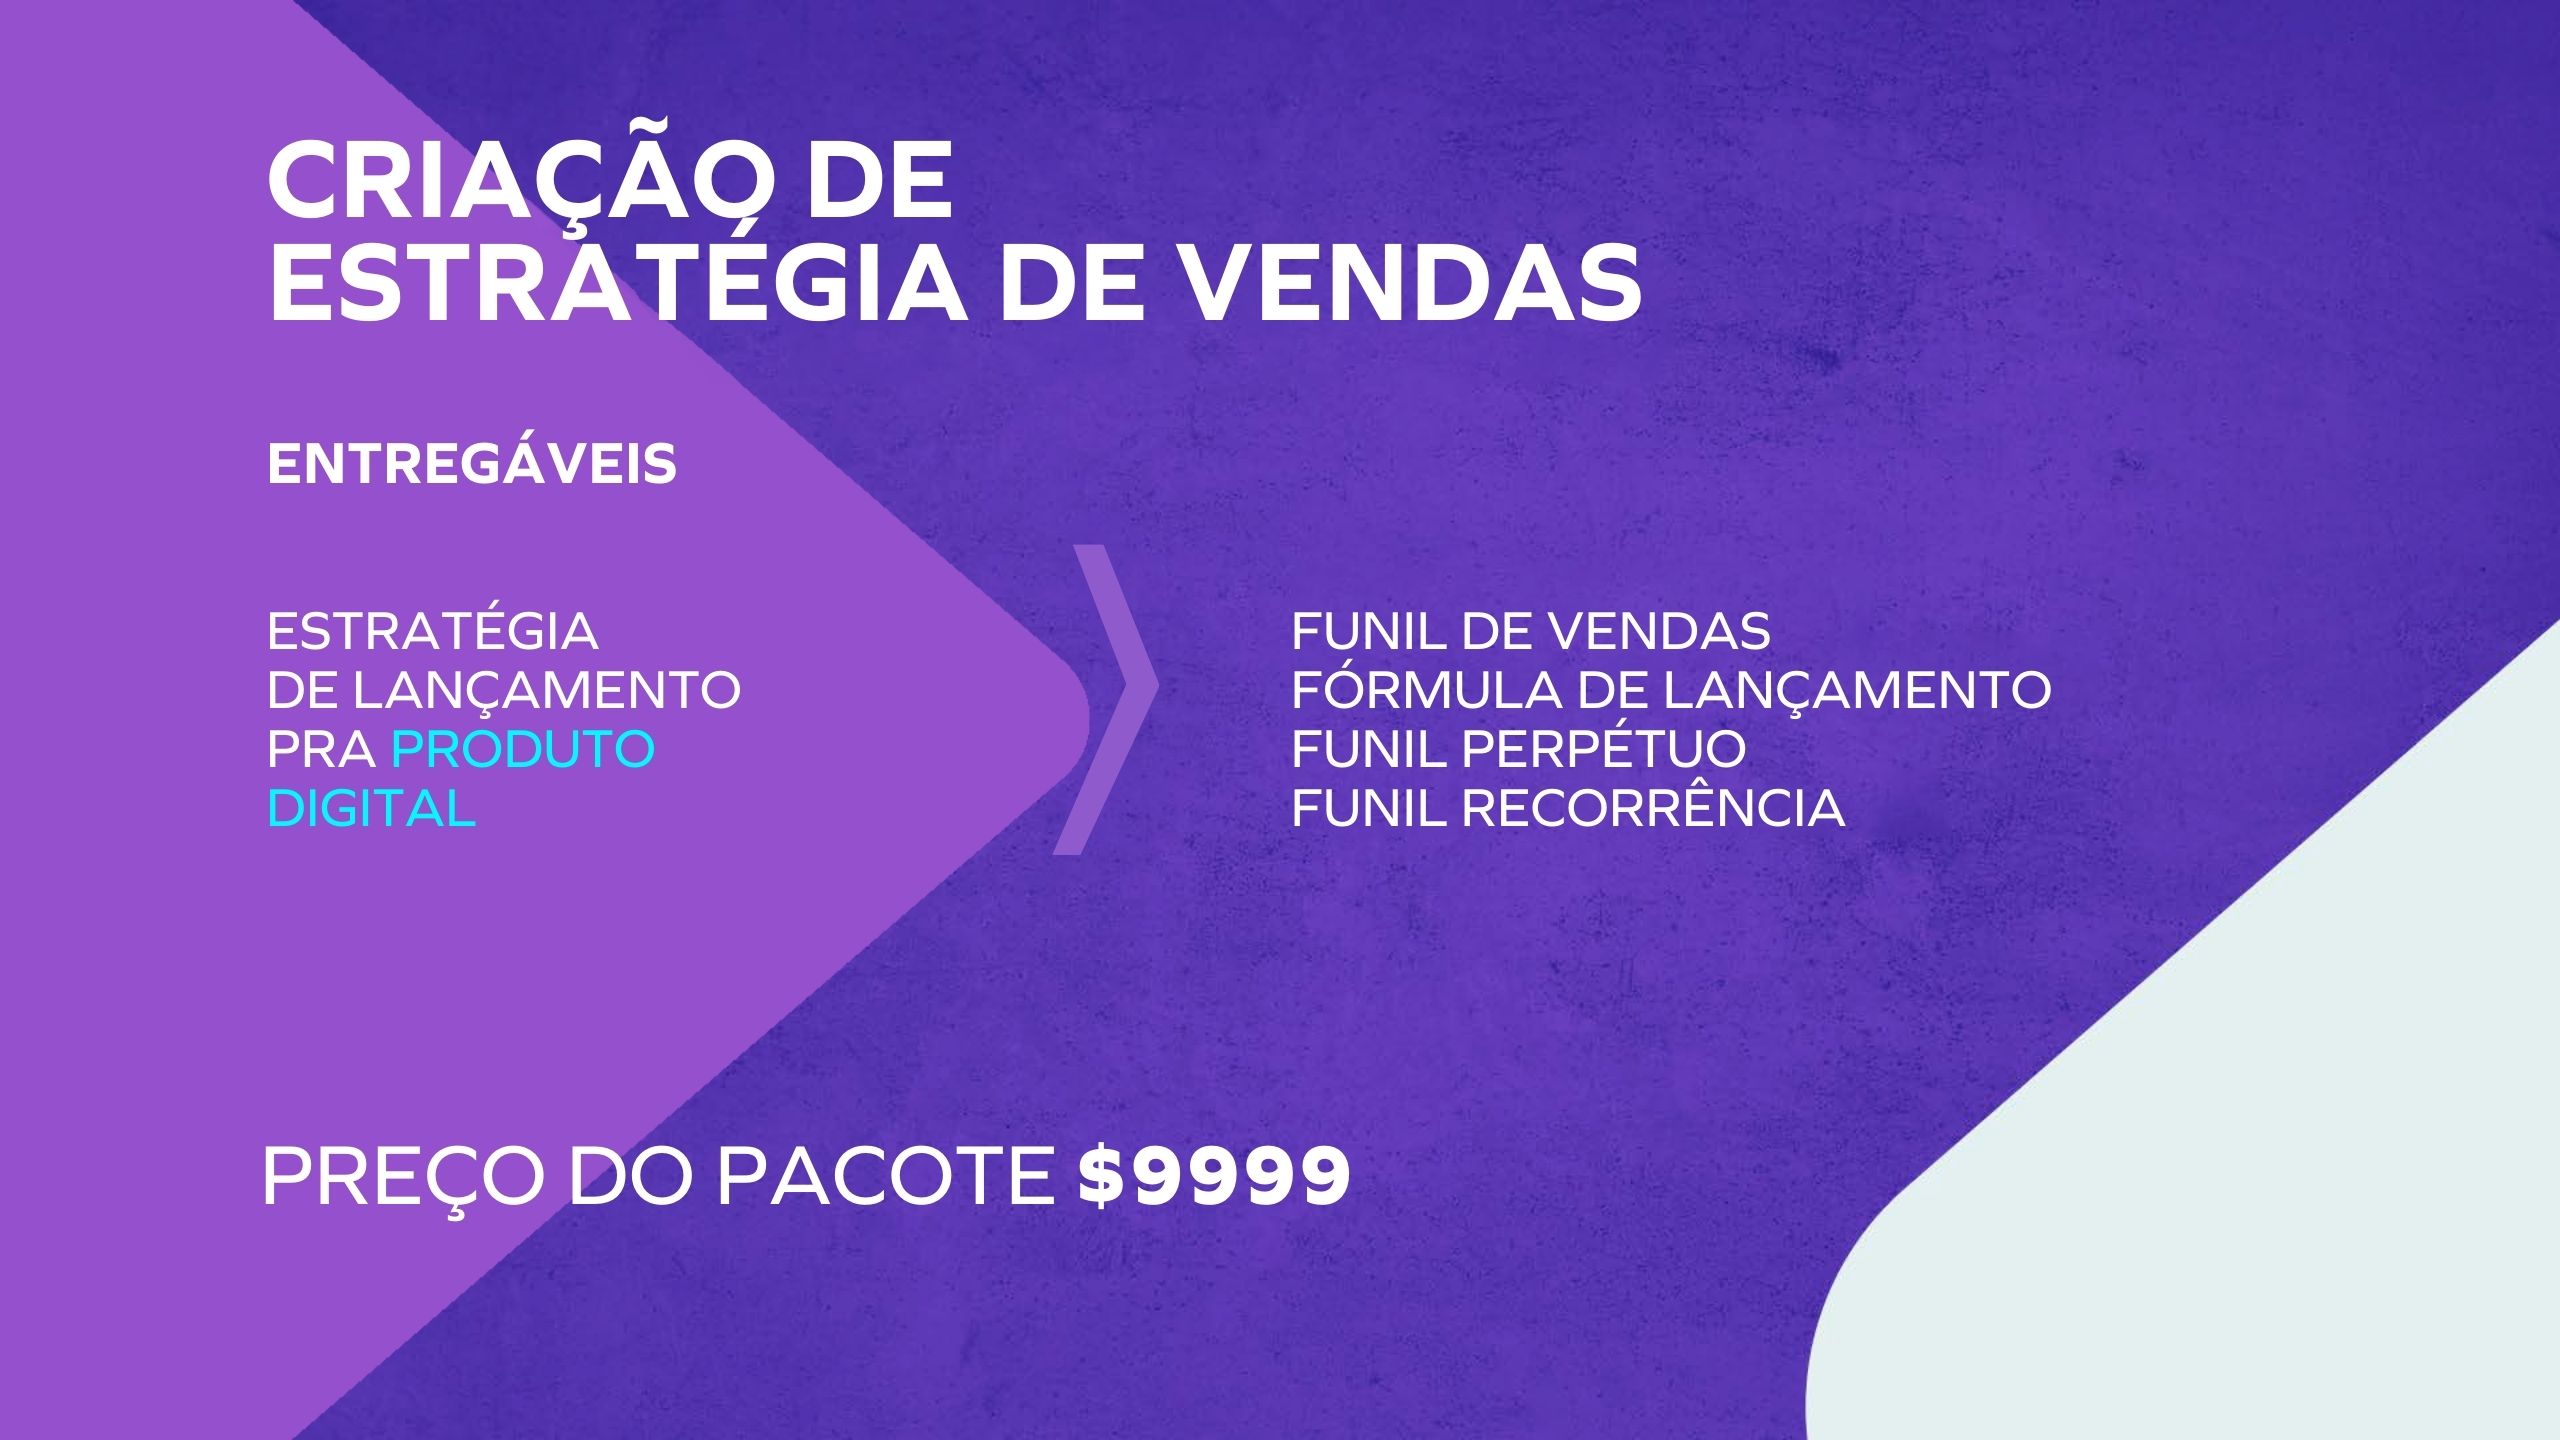 CRIAÇÃO DE
ESTRATÉGIA DE VENDAS
ENTREGÁVEIS
ESTRATÉGIA
DE LANÇAMENTO
PRA PRODUTO
DIGITAL
FUNIL DE VENDAS
FÓRMULA DE LANÇAMENTO
FUNIL PERPÉTUO
FUNIL RECORRÊNCIA
PREÇO DO PACOTE $9999